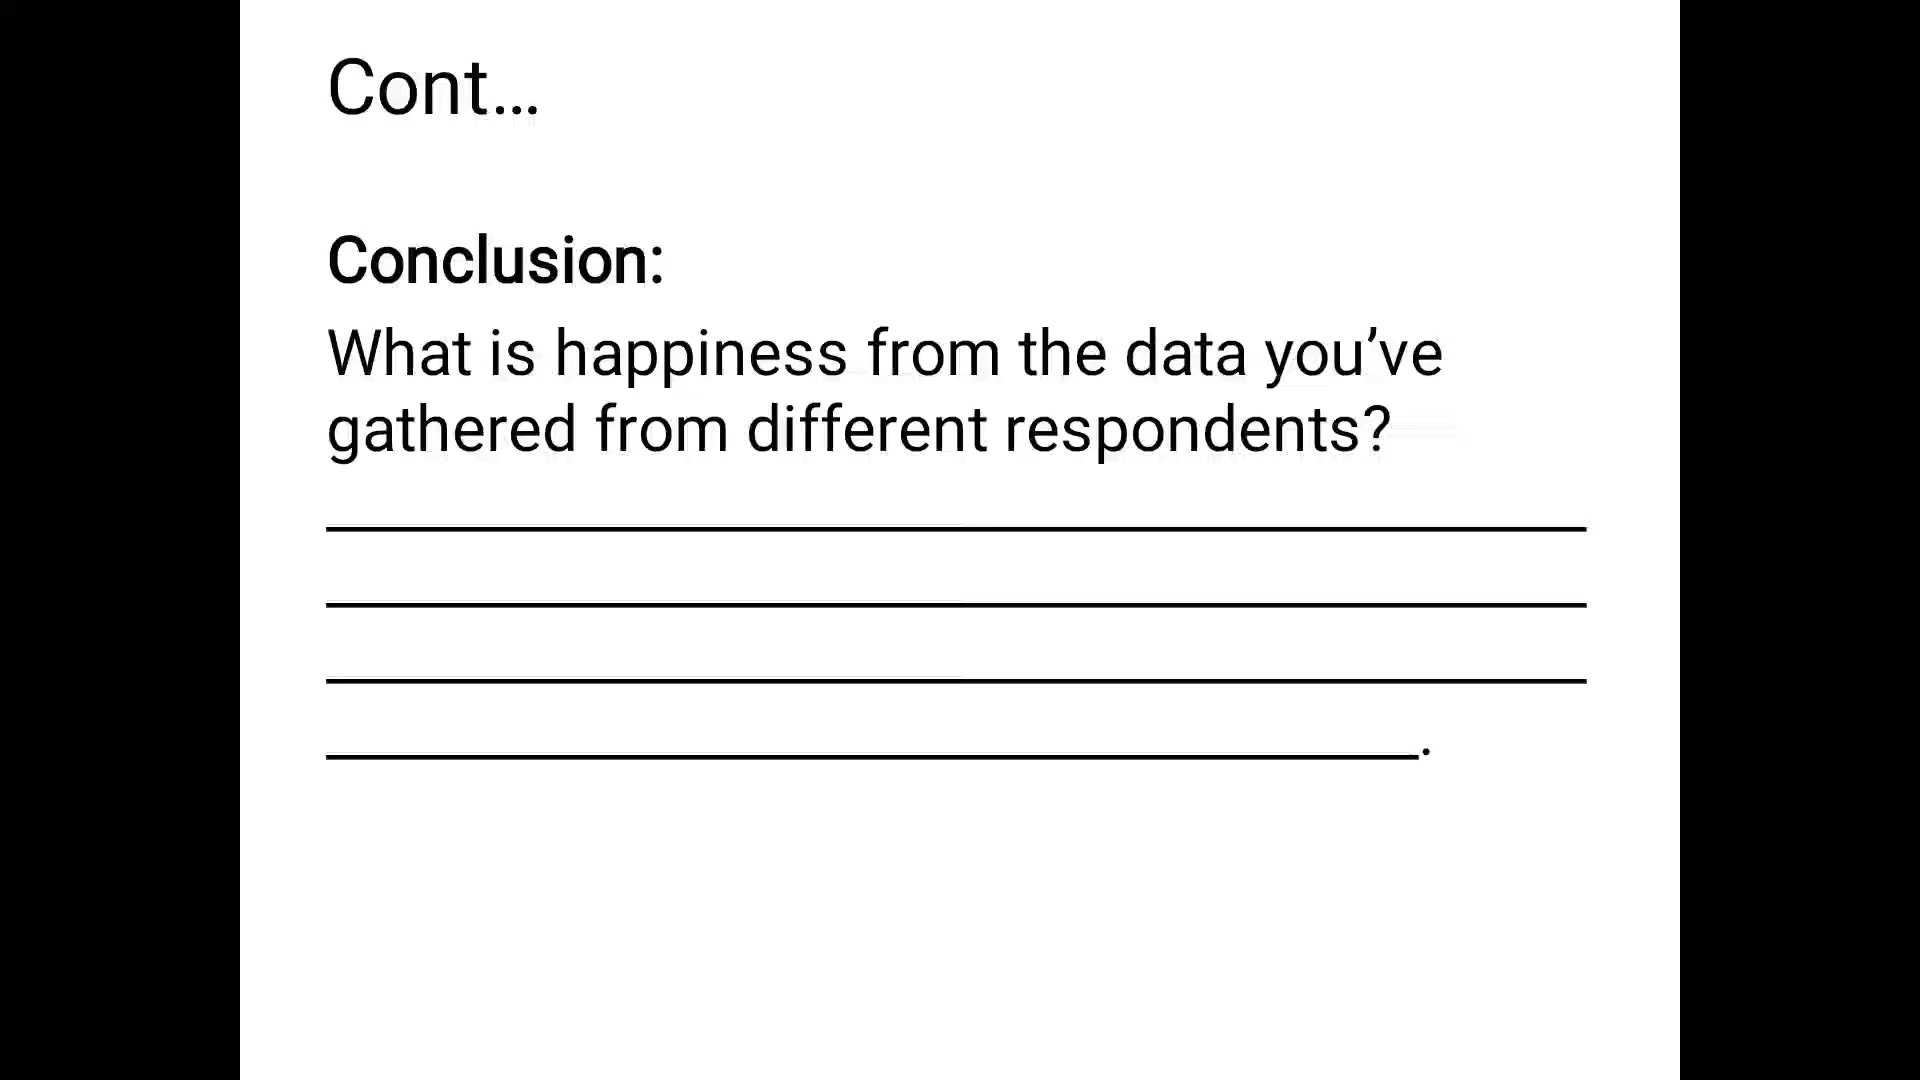 Cont…
Conclusion:
What is happiness from the data you’ve
gathered from different respondents?
.